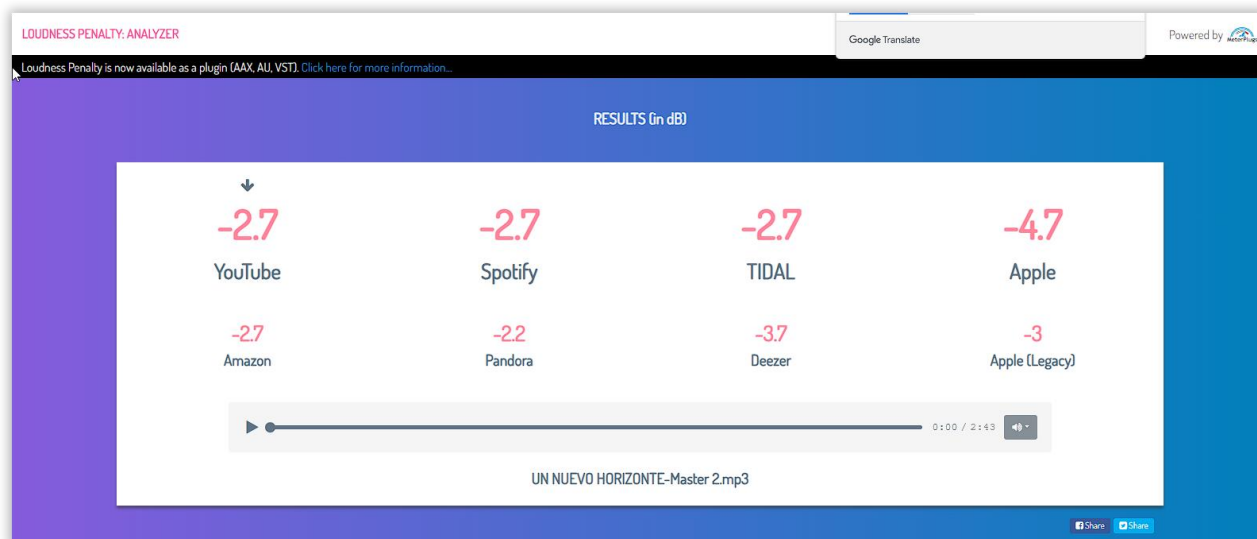 LOUDNESS PENALTY: ANALYZER
Google Translate
Powered by MeterPlugs
Loudness Penalty is now available as a plugin (AAX, AU, VST). Click here for more information...
RESULTS (in dB)
-2.7 -2.7 -2.7 -4.7
YouTube Spotify TIDAL Apple
-2.7 -2.2 -3.7 -3
Amazon Pandora Deezer Apple (Legacy)
0:00 / 2:43
UN NUEVO HORIZONTE-Master 2.mp3
Share Share